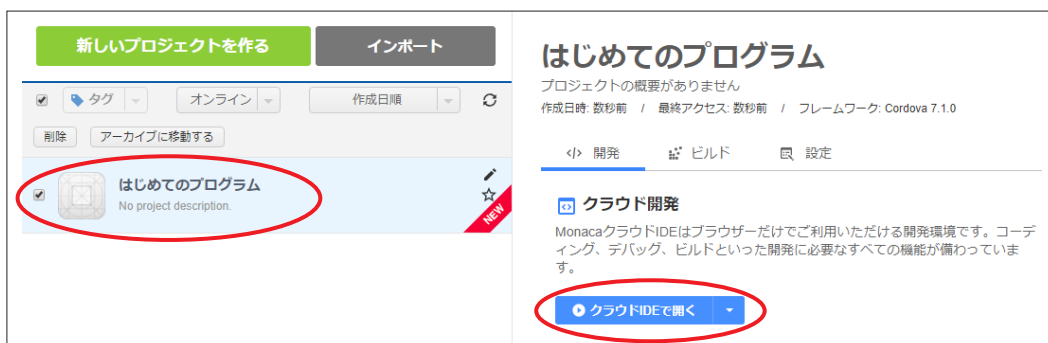 新しいプロジェクトを作る
インポート
タグ
オンライン
作成日順
削除
アーカイブに移動する
はじめてのプログラム
No project description.
NEW
はじめてのプログラム
プロジェクトの概要がありません
作成日時: 数秒前 / 最終アクセス: 数秒前 / フレームワーク: Cordova 7.1.0
</> 開発
ビルド
設定
クラウド開発
MonacaクラウドIDEはブラウザーだけでご利用いただける開発環境です。コーデ
ィング、デバッグ、ビルドといった開発に必要なすべての機能が備わっていま
す。
クラウドIDEで開く